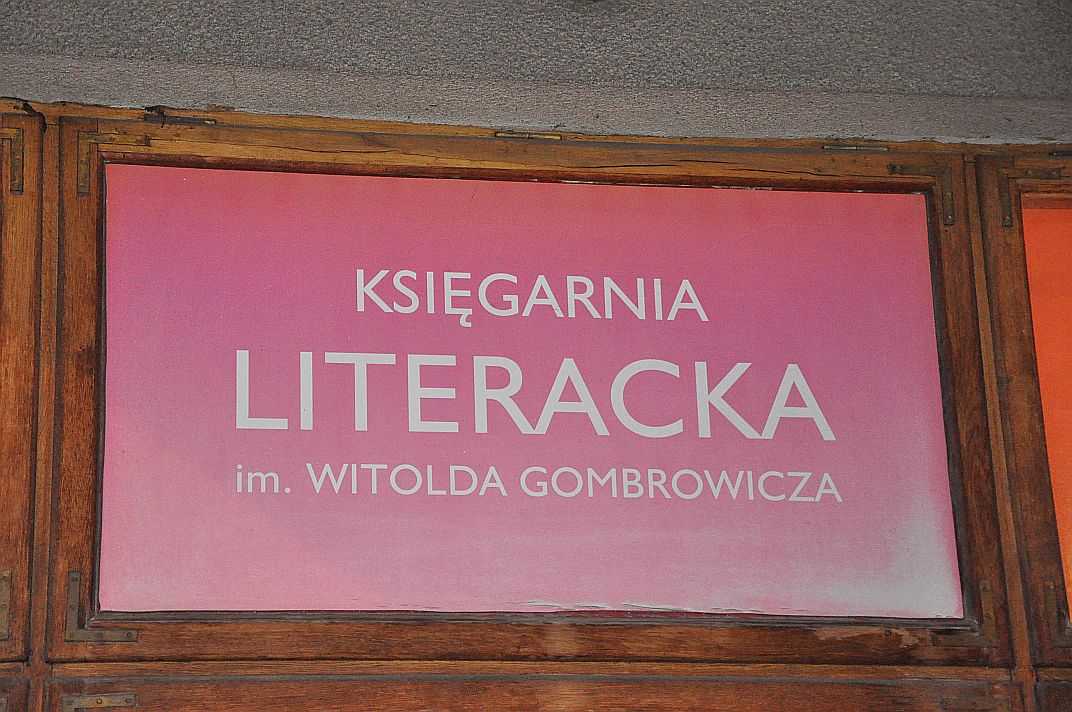 KSIĘGARNIA
LITERACKA
im. WITOLDA GOMBROWICZA